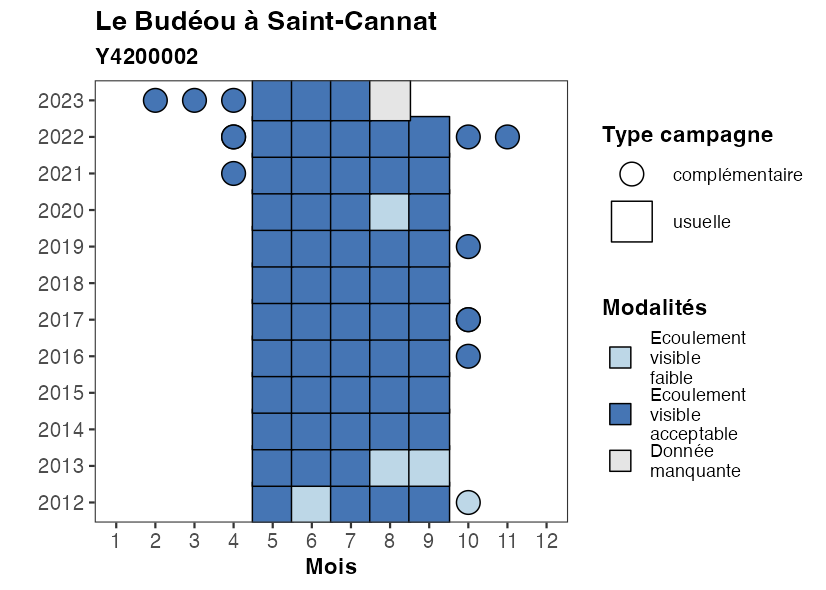 Le Budéou à Saint-Cannat
Y4200002
2023
2022
2021
2020
2019
2018
2017
2016
2015
2014
2013
2012
1 2 3 4 5 6 7 8 9 10 11 12
Mois
Type campagne
complémentaire
usuelle
Modalités
Ecoulement
visible
faible
Ecoulement
visible
acceptable
Donnée
manquante